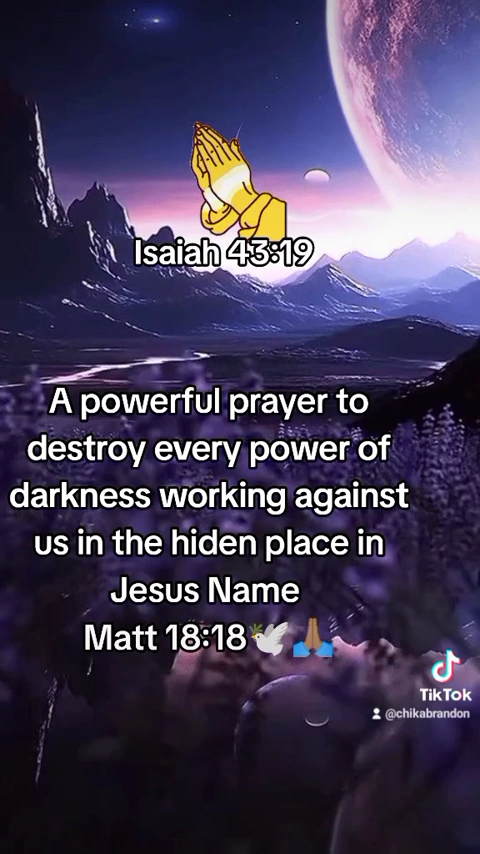 Isaiah 43:19
A powerful prayer to
destroy every power of
darkness working against
us in the hiden place in
Jesus Name
Matt 18:18🕊️🙏🏽
TikTok
@chikabrandon